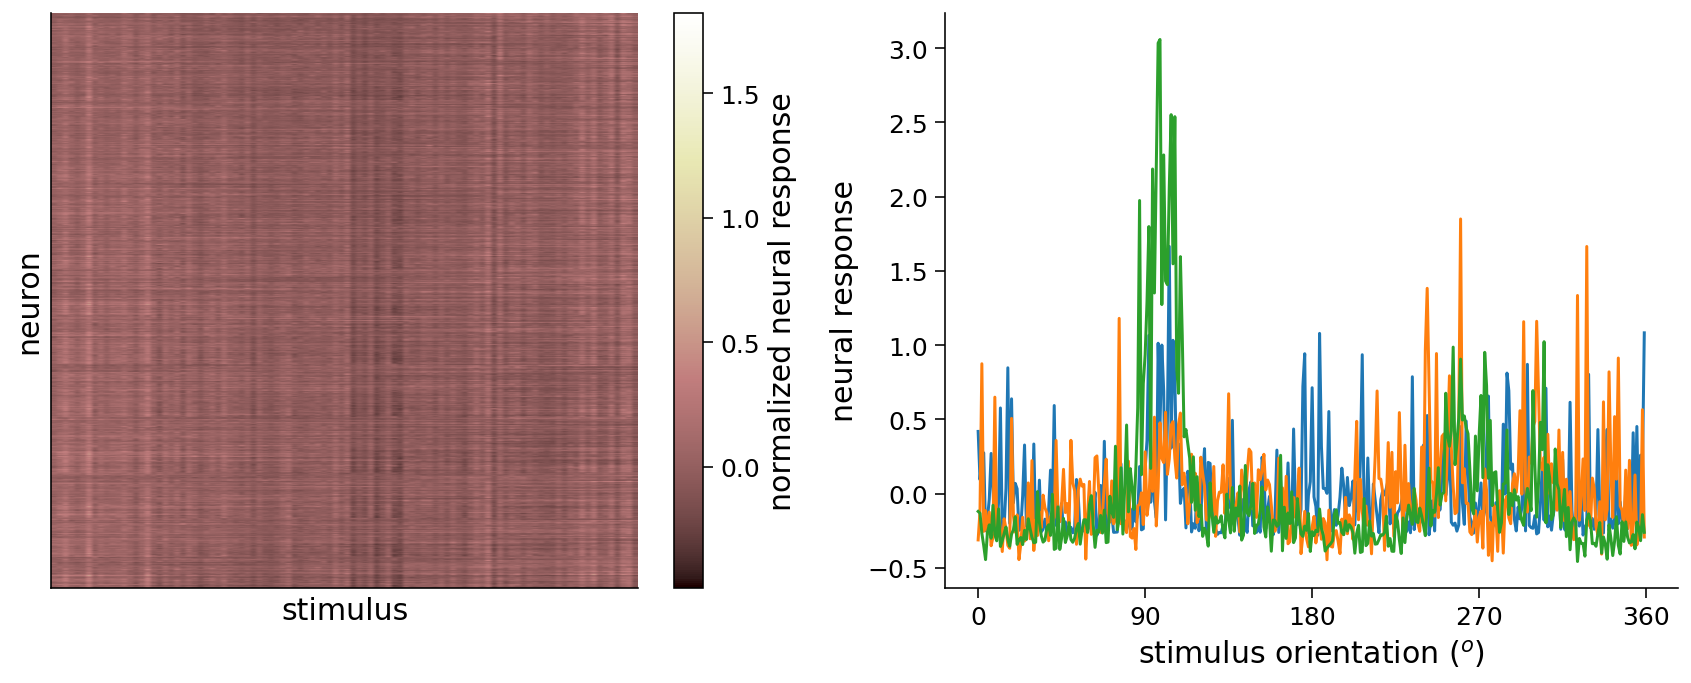 neuron
stimulus
1.5
1.0
0.5
0.0
normalized neural response
neural response
3.0
2.5
2.0
1.5
1.0
0.5
0.0
−0.5
0 90 180 270 360
stimulus orientation (ᵒ)